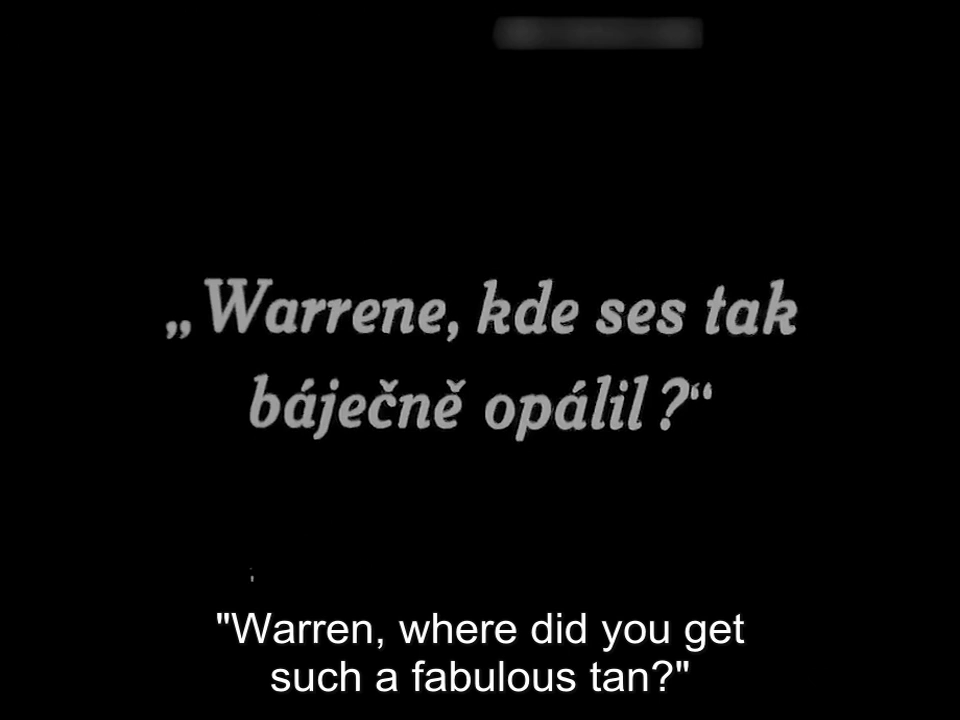 „Warrene, kde ses tak
báječně opálil?“
"Warren, where did you get
such a fabulous tan?"